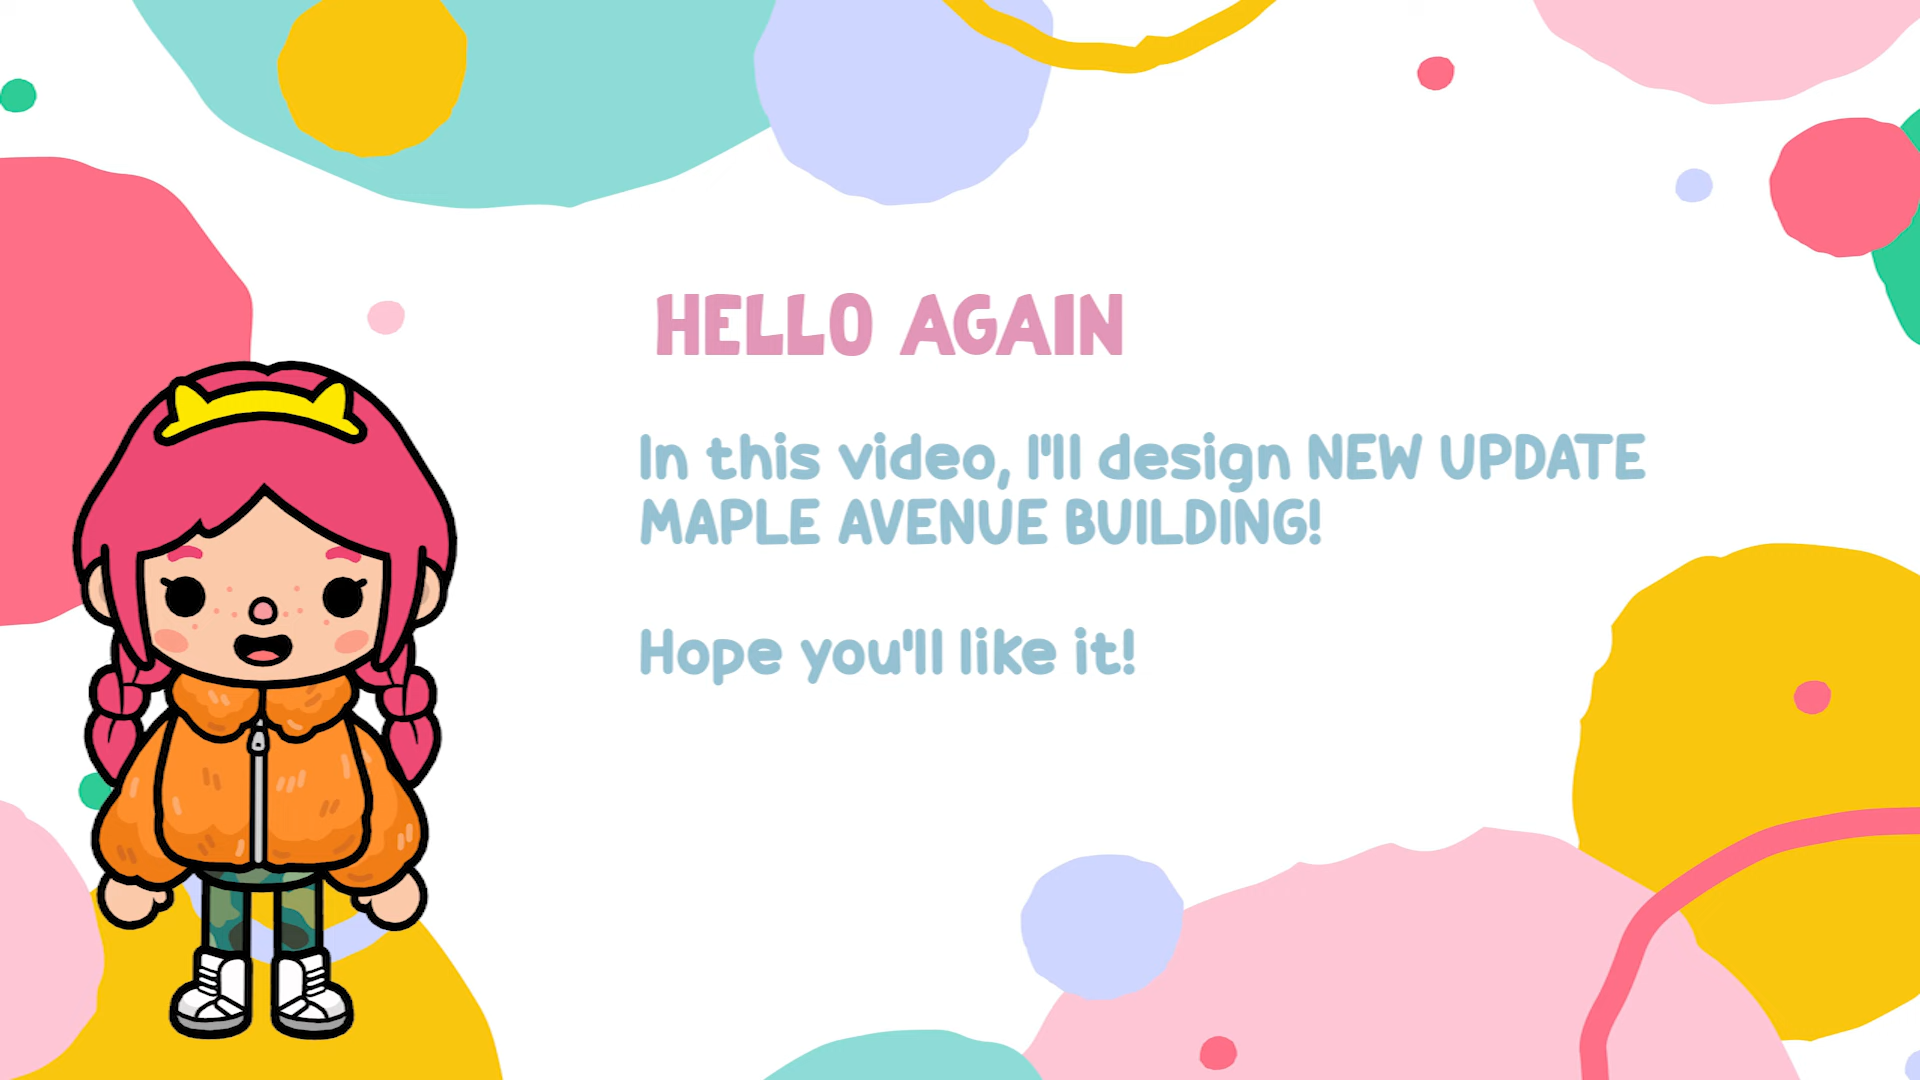 HELLO AGAIN
In this video, I'll design NEW UPDATE
MAPLE AVENUE BUILDING!
Hope you'll like it!